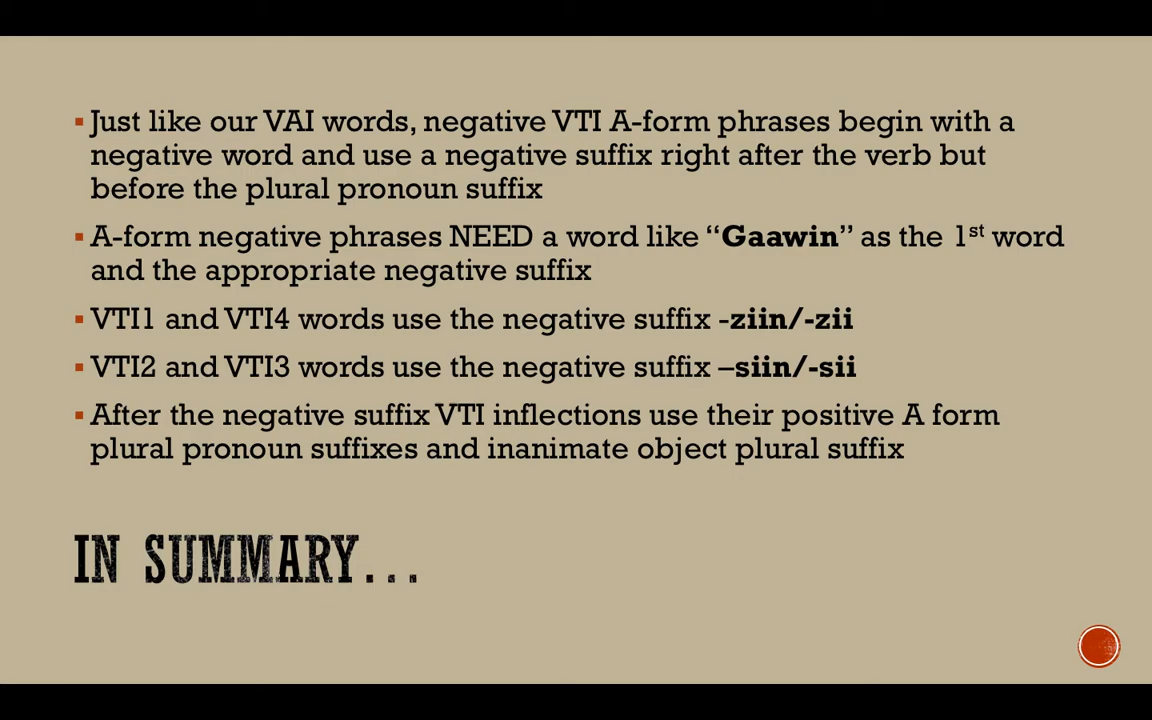 ▪Just like our VAI words, negative VTI A-form phrases begin with a
negative word and use a negative suffix right after the verb but
before the plural pronoun suffix
▪A-form negative phrases NEED a word like “Gaawin” as the 1st word
and the appropriate negative suffix
▪VTI1 and VTI4 words use the negative suffix -ziin/-zii
▪VTI2 and VTI3 words use the negative suffix –siin/-sii
▪After the negative suffix VTI inflections use their positive A form
plural pronoun suffixes and inanimate object plural suffix
IN SUMMARY...